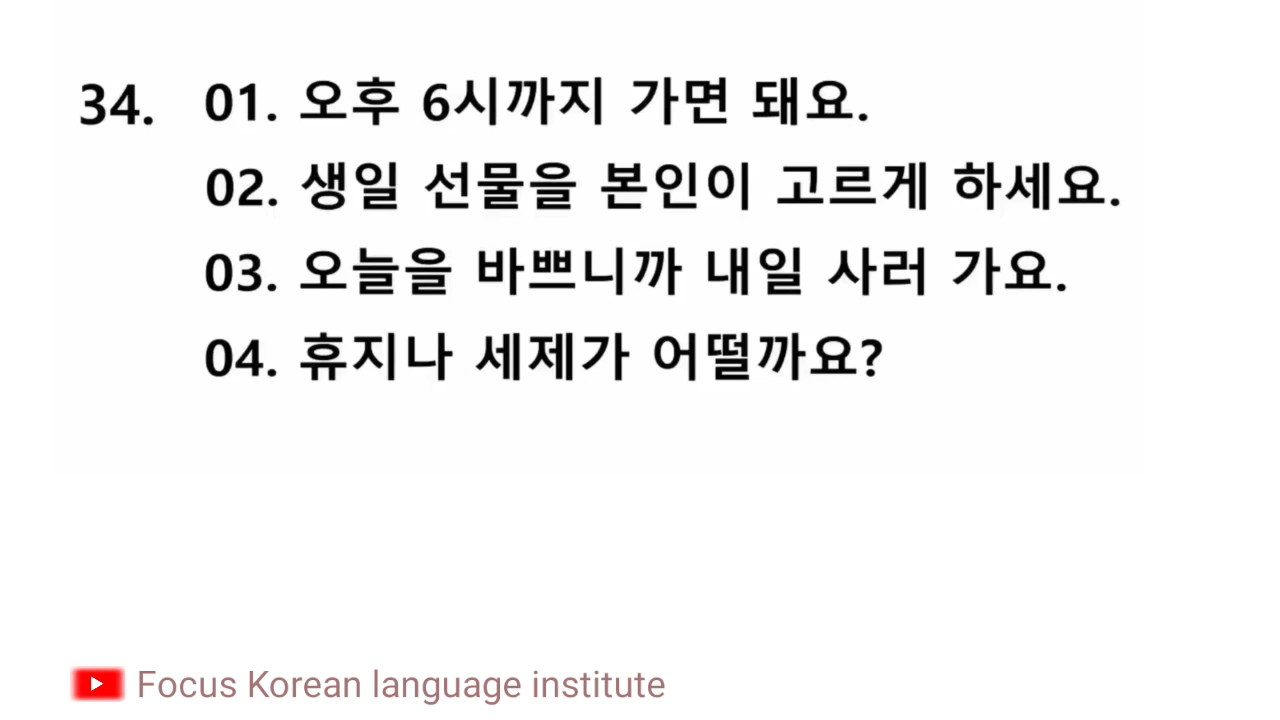 34. 01. 오후 6시까지 가면 돼요.
02. 생일 선물을 본인이 고르게 하세요.
03. 오늘을 바쁘니까 내일 사러 가요.
04. 휴지나 세제가 어떨까요?
Focus Korean language institute